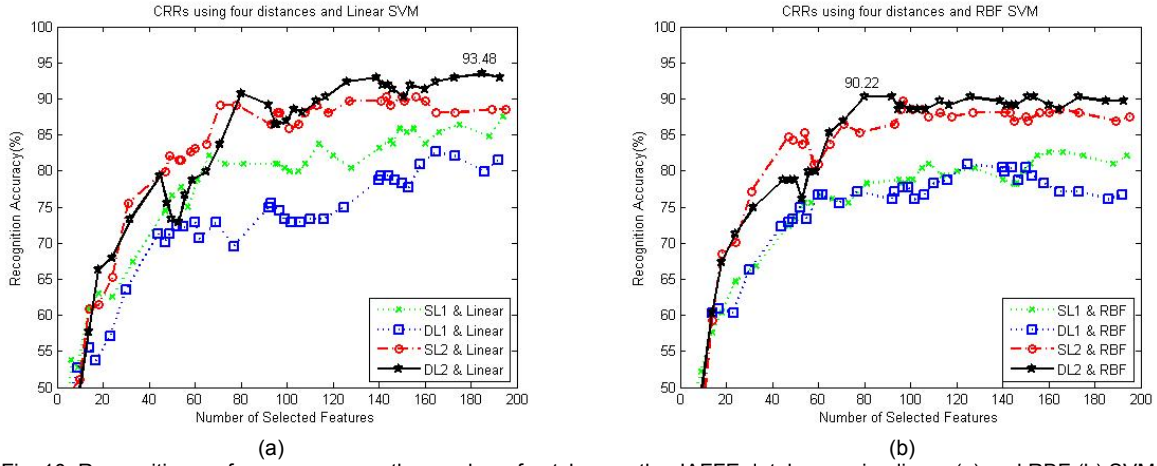 CRRs using four distances and Linear SVM
100
95
90
85
80
75
70
65
60
55
50
Recognition Accuracy(%)
93.48
SL1 & Linear
DL1 & Linear
SL2 & Linear
DL2 & Linear
0 20 40 60 80 100 120 140 160 180 200
Number of Selected Features
(a)
CRRs using four distances and RBF SVM
100
95
90
85
80
75
70
65
60
55
50
Recognition Accuracy(%)
90.22
SL1 & RBF
DL1 & RBF
SL2 & RBF
DL2 & RBF
0 20 40 60 80 100 120 140 160 180 200
Number of Selected Features
(b)